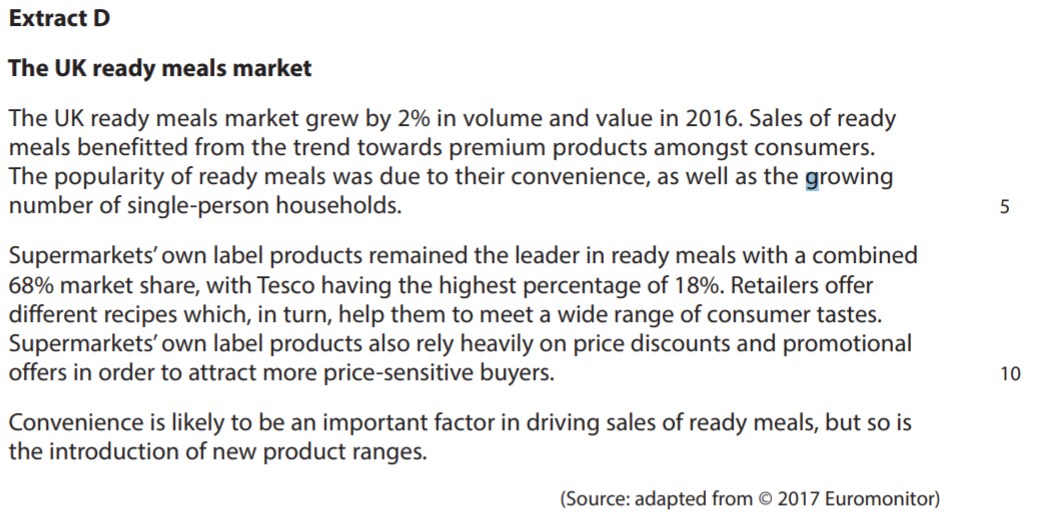 Extract D
The UK ready meals market
The UK ready meals market grew by 2% in volume and value in 2016. Sales of ready
meals benefitted from the trend towards premium products amongst consumers.
The popularity of ready meals was due to their convenience, as well as the growing
number of single-person households. 5
Supermarkets’ own label products remained the leader in ready meals with a combined
68% market share, with Tesco having the highest percentage of 18%. Retailers offer
different recipes which, in turn, help them to meet a wide range of consumer tastes.
Supermarkets’ own label products also rely heavily on price discounts and promotional
offers in order to attract more price-sensitive buyers. 10
Convenience is likely to be an important factor in driving sales of ready meals, but so is
the introduction of new product ranges.
(Source: adapted from © 2017 Euromonitor)